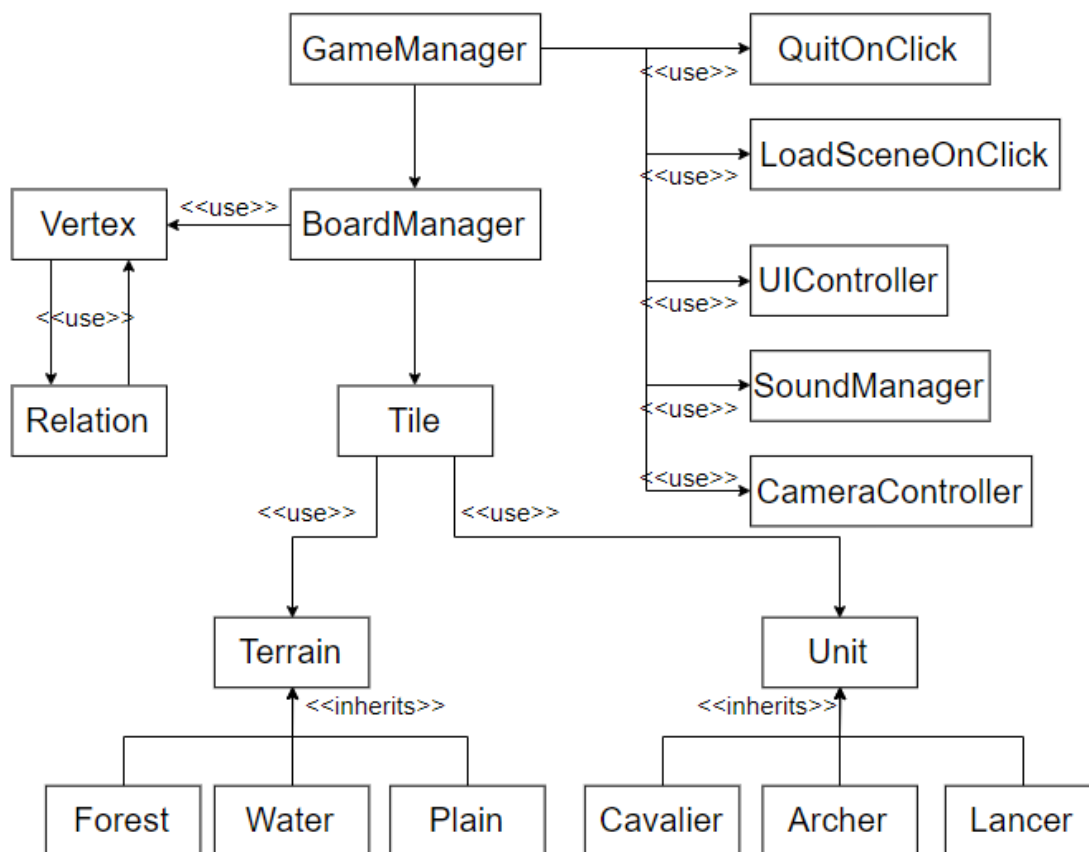 GameManager
QuitOnClick
<<use>>
LoadSceneOnClick
<<use>>
Vertex
<<use>>
BoardManager
UIController
<<use>>
<<use>>
SoundManager
<<use>>
Relation
Tile
<<use>>
CameraController
<<use>>
<<use>>
Terrain
Unit
<<inherits>>
<<inherits>>
Forest
Water
Plain
Cavalier
Archer
Lancer